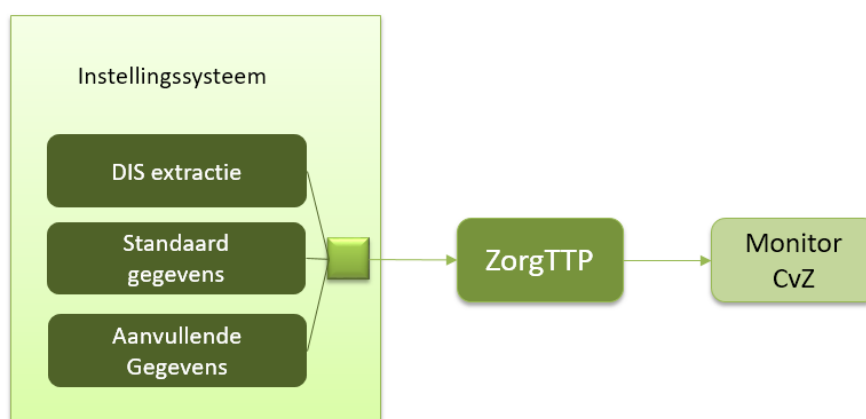 Instellingssysteem
DIS extractie
Standaard
gegevens
Aanvullende
Gegevens
ZorgTTP
Monitor
CvZ